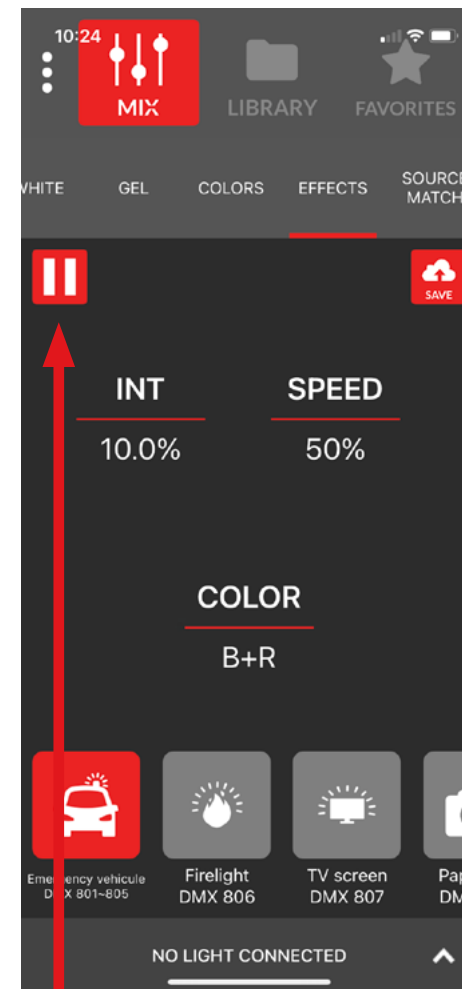 10:24
MIX
LIBRARY
FAVORITES
GEL
COLORS
EFFECTS
SOURCE
MATCH
SAVE
INT
SPEED
10.0%
50%
COLOR
B+R
Emergency vehicule
DMX 801~805
Firelight
DMX 806
TV screen
DMX 807
NO LIGHT CONNECTED